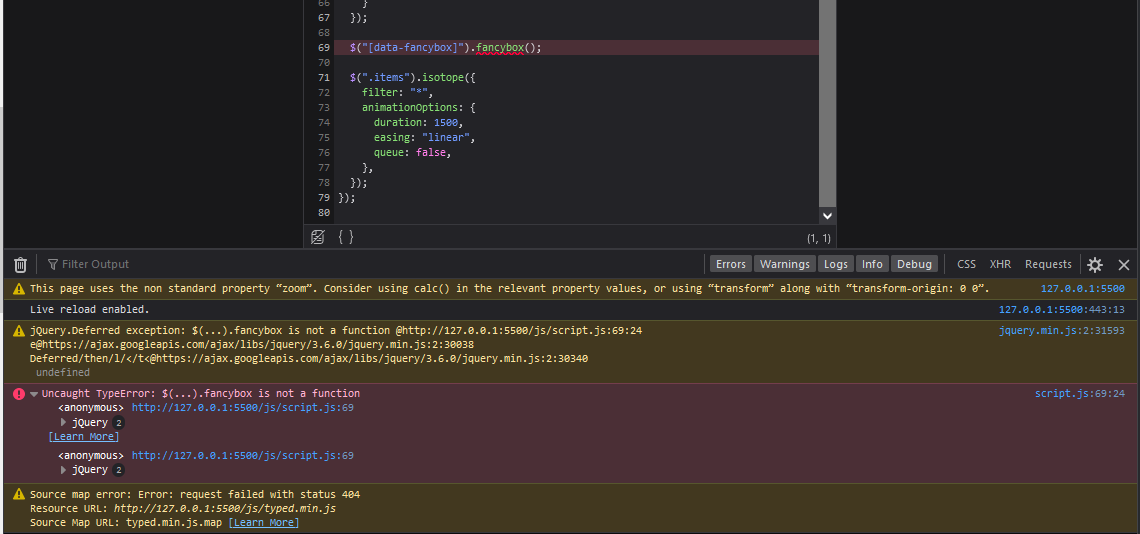 66     }
67   });
68
69   $("[data-fancybox]").fancybox();
70
71   $(".items").isotope({
72     filter: "*",
73     animationOptions: {
74       duration: 1500,
75       easing: "linear",
76       queue: false,
77     },
78   });
79 });
80
{ } (1, 1)
Filter Output Errors Warnings Logs Info Debug CSS XHR Requests
This page uses the non standard property “zoom”. Consider using calc() in the relevant property values, or using “transform” along with “transform-origin: 0 0”. 127.0.0.1:5500
Live reload enabled. 127.0.0.1:5500:443:13
jQuery.Deferred exception: $(...).fancybox is not a function @http://127.0.0.1:5500/js/script.js:69:24 jquery.min.js:2:31593
e@https://ajax.googleapis.com/ajax/libs/jquery/3.6.0/jquery.min.js:2:30038
Deferred/then/l/</t<@https://ajax.googleapis.com/ajax/libs/jquery/3.6.0/jquery.min.js:2:30340
undefined
Uncaught TypeError: $(...).fancybox is not a function script.js:69:24
<anonymous> http://127.0.0.1:5500/js/script.js:69
jQuery 2
[Learn More]
<anonymous> http://127.0.0.1:5500/js/script.js:69
jQuery 2
Source map error: Error: request failed with status 404
Resource URL: http://127.0.0.1:5500/js/typed.min.js
Source Map URL: typed.min.js.map [Learn More]